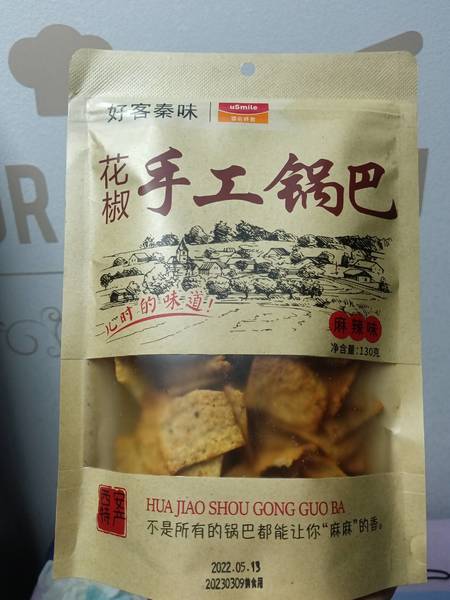 好客秦味
uSmile
花椒
手工锅巴
儿时的味道!
麻辣味
净含量:130克
西安
特产
HUA JIAO SHOU GONG GUO BA
不是所有的锅巴都能让你“麻麻”的香。
2022.05.13
20230309前食用